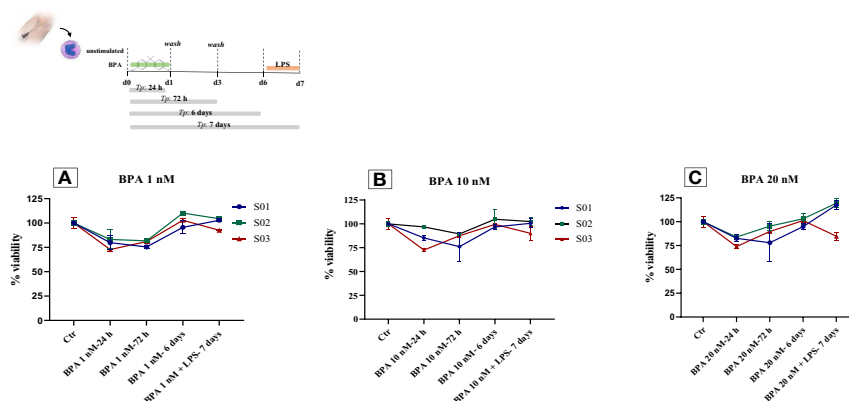 wash wash
unstimulated
BPA LPS
d0 d1 d3 d6 d7
Tp: 24 h
Tp: 72 h
Tp: 6 days
Tp: 7 days
A BPA 1 nM
% viability
125
100
75
50
25
0
S01
S02
S03
Ctr
BPA 1 nM-24 h
BPA 1 nM-72 h
BPA 1 nM- 6 days
BPA 1 nM + LPS- 7 days
B BPA 10 nM
% viability
125
100
75
50
25
0
S01
S02
S03
Ctr
BPA 10 nM-24 h
BPA 10 nM-72 h
BPA 10 nM- 6 days
BPA 10 nM + LPS- 7 days
C BPA 20 nM
% viability
125
100
75
50
25
0
S01
S02
S03
Ctr
BPA 20 nM-24 h
BPA 20 nM-72 h
BPA 20 nM- 6 days
BPA 20 nM + LPS- 7 days